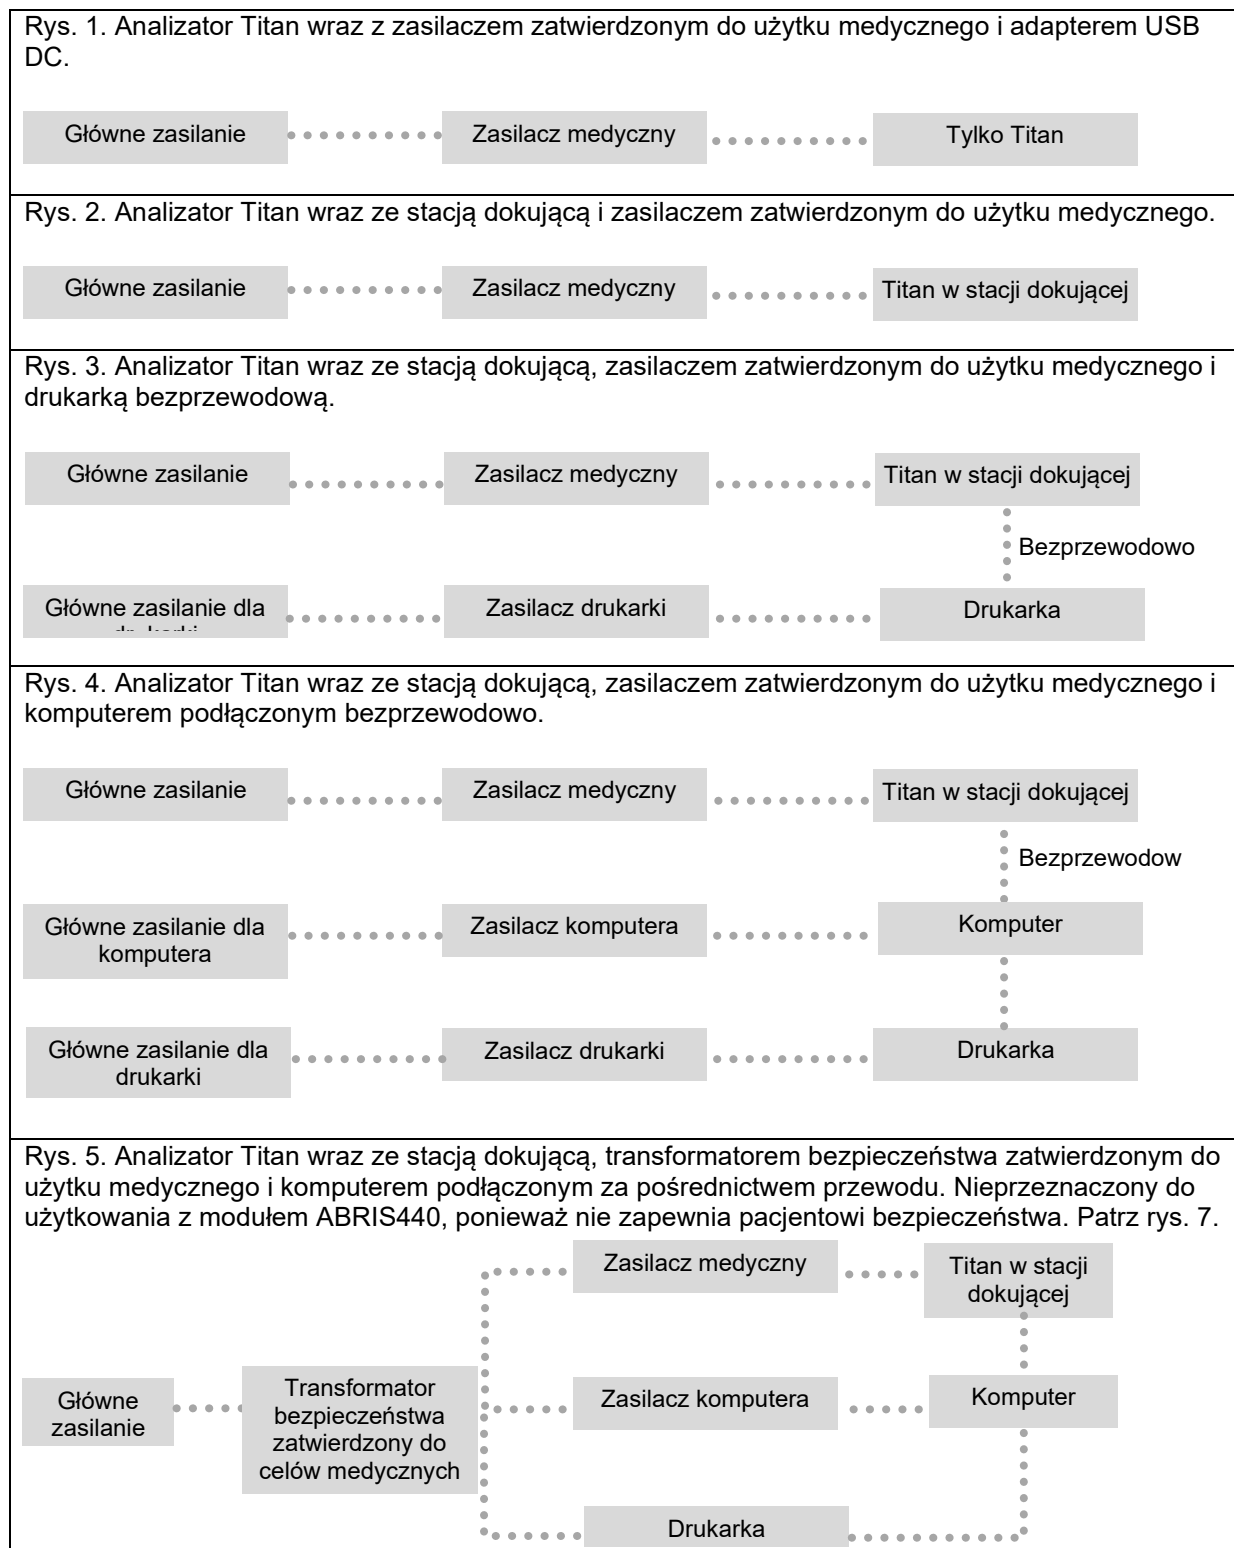 Rys. 1. Analizator Titan wraz z zasilaczem zatwierdzonym do użytku medycznego i adapterem USB
DC.
Główne zasilanie
Zasilacz medyczny
Tylko Titan
Rys. 2. Analizator Titan wraz ze stacją dokującą i zasilaczem zatwierdzonym do użytku medycznego.
Główne zasilanie
Zasilacz medyczny
Titan w stacji dokującej
Rys. 3. Analizator Titan wraz ze stacją dokującą, zasilaczem zatwierdzonym do użytku medycznego i
drukarką bezprzewodową.
Główne zasilanie
Zasilacz medyczny
Titan w stacji dokującej
Bezprzewodowo
Główne zasilanie dla
Zasilacz drukarki
Drukarka
Rys. 4. Analizator Titan wraz ze stacją dokującą, zasilaczem zatwierdzonym do użytku medycznego i
komputerem podłączonym bezprzewodowo.
Główne zasilanie
Zasilacz medyczny
Titan w stacji dokującej
Bezprzewodow
Główne zasilanie dla
komputera
Zasilacz komputera
Komputer
Główne zasilanie dla
drukarki
Zasilacz drukarki
Drukarka
Rys. 5. Analizator Titan wraz ze stacją dokującą, transformatorem bezpieczeństwa zatwierdzonym do
użytku medycznego i komputerem podłączonym za pośrednictwem przewodu. Nieprzeznaczony do
użytkowania z modułem ABRIS440, ponieważ nie zapewnia pacjentowi bezpieczeństwa. Patrz rys. 7.
Zasilacz medyczny
Titan w stacji
dokującej
Główne
zasilanie
Transformator
bezpieczeństwa
zatwierdzony do
celów medycznych
Zasilacz komputera
Komputer
Drukarka